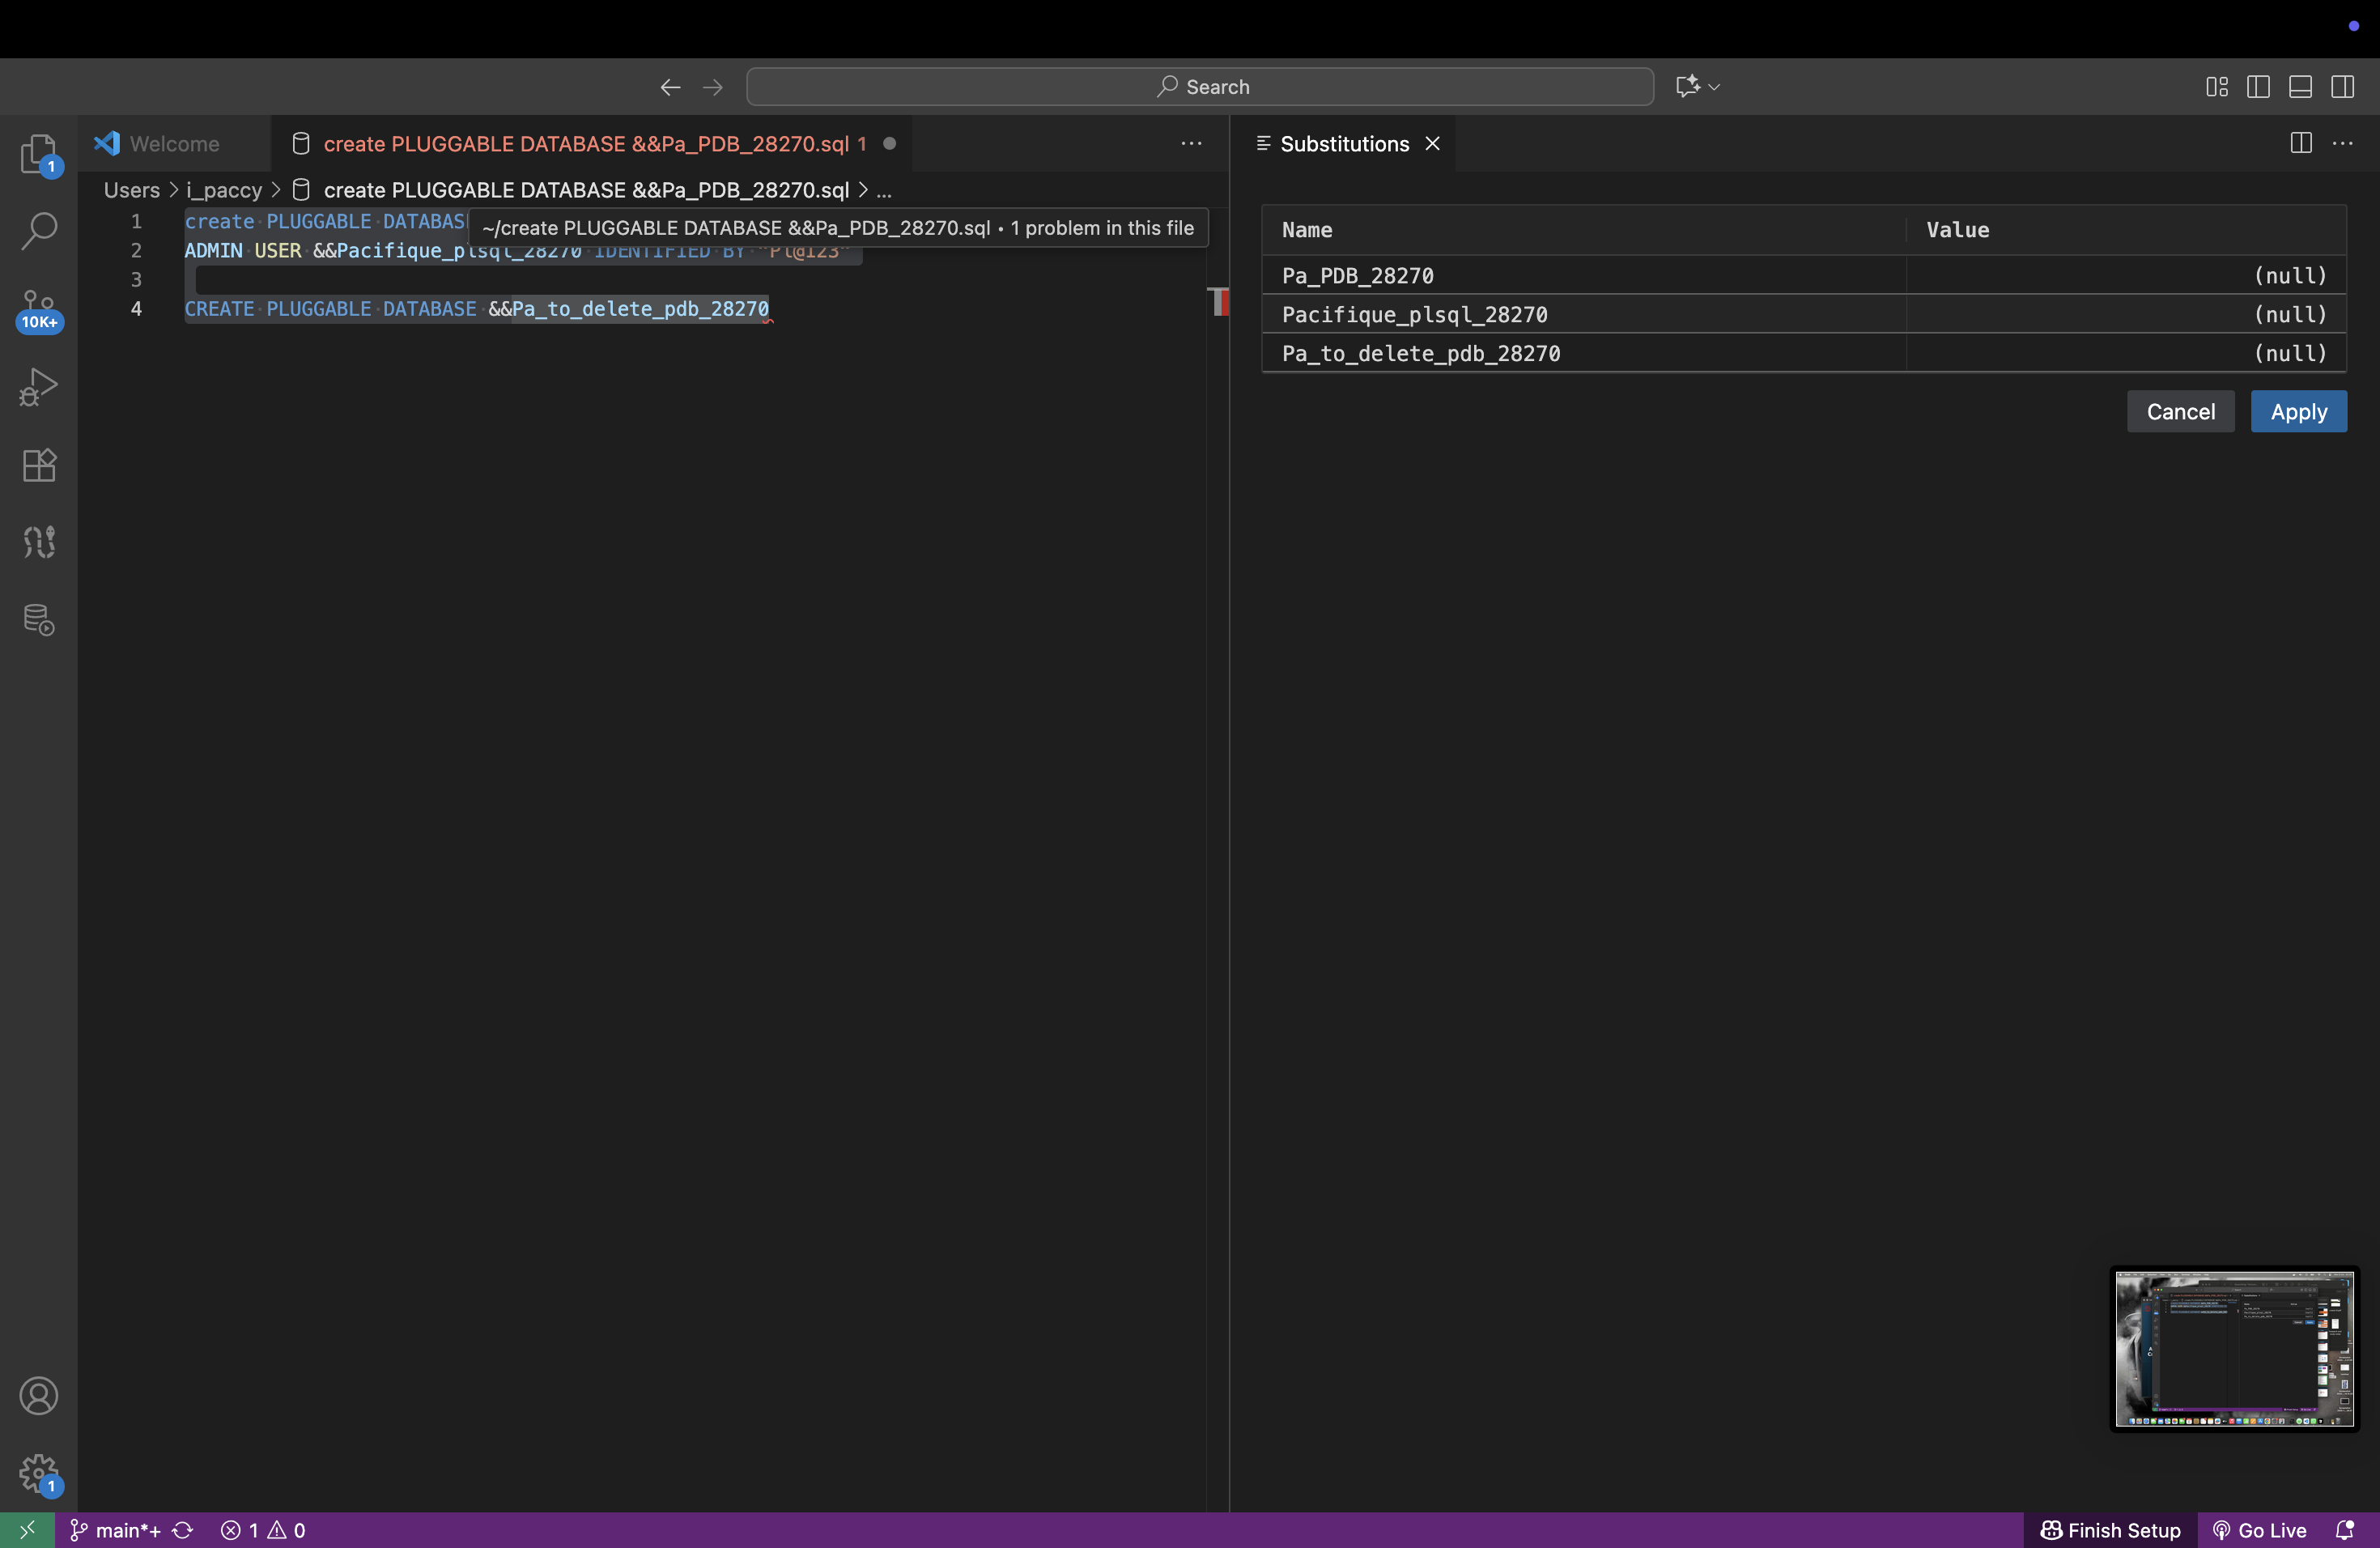 Search
Welcome
create PLUGGABLE DATABASE &&Pa_PDB_28270.sql 1
Substitutions
Users > i_paccy > create PLUGGABLE DATABASE &&Pa_PDB_28270.sql > ...
1 create PLUGGABLE DATABAS
~/create PLUGGABLE DATABASE &&Pa_PDB_28270.sql • 1 problem in this file
2 ADMIN USER &&Pacifique_plsql_28270 IDENTIFIED BY "Pl@123"
3
4 CREATE PLUGGABLE DATABASE &&Pa_to_delete_pdb_28270
Name Value
Pa_PDB_28270 (null)
Pacifique_plsql_28270 (null)
Pa_to_delete_pdb_28270 (null)
Cancel Apply
1
10K+
1
main*+ 1 0
Finish Setup Go Live